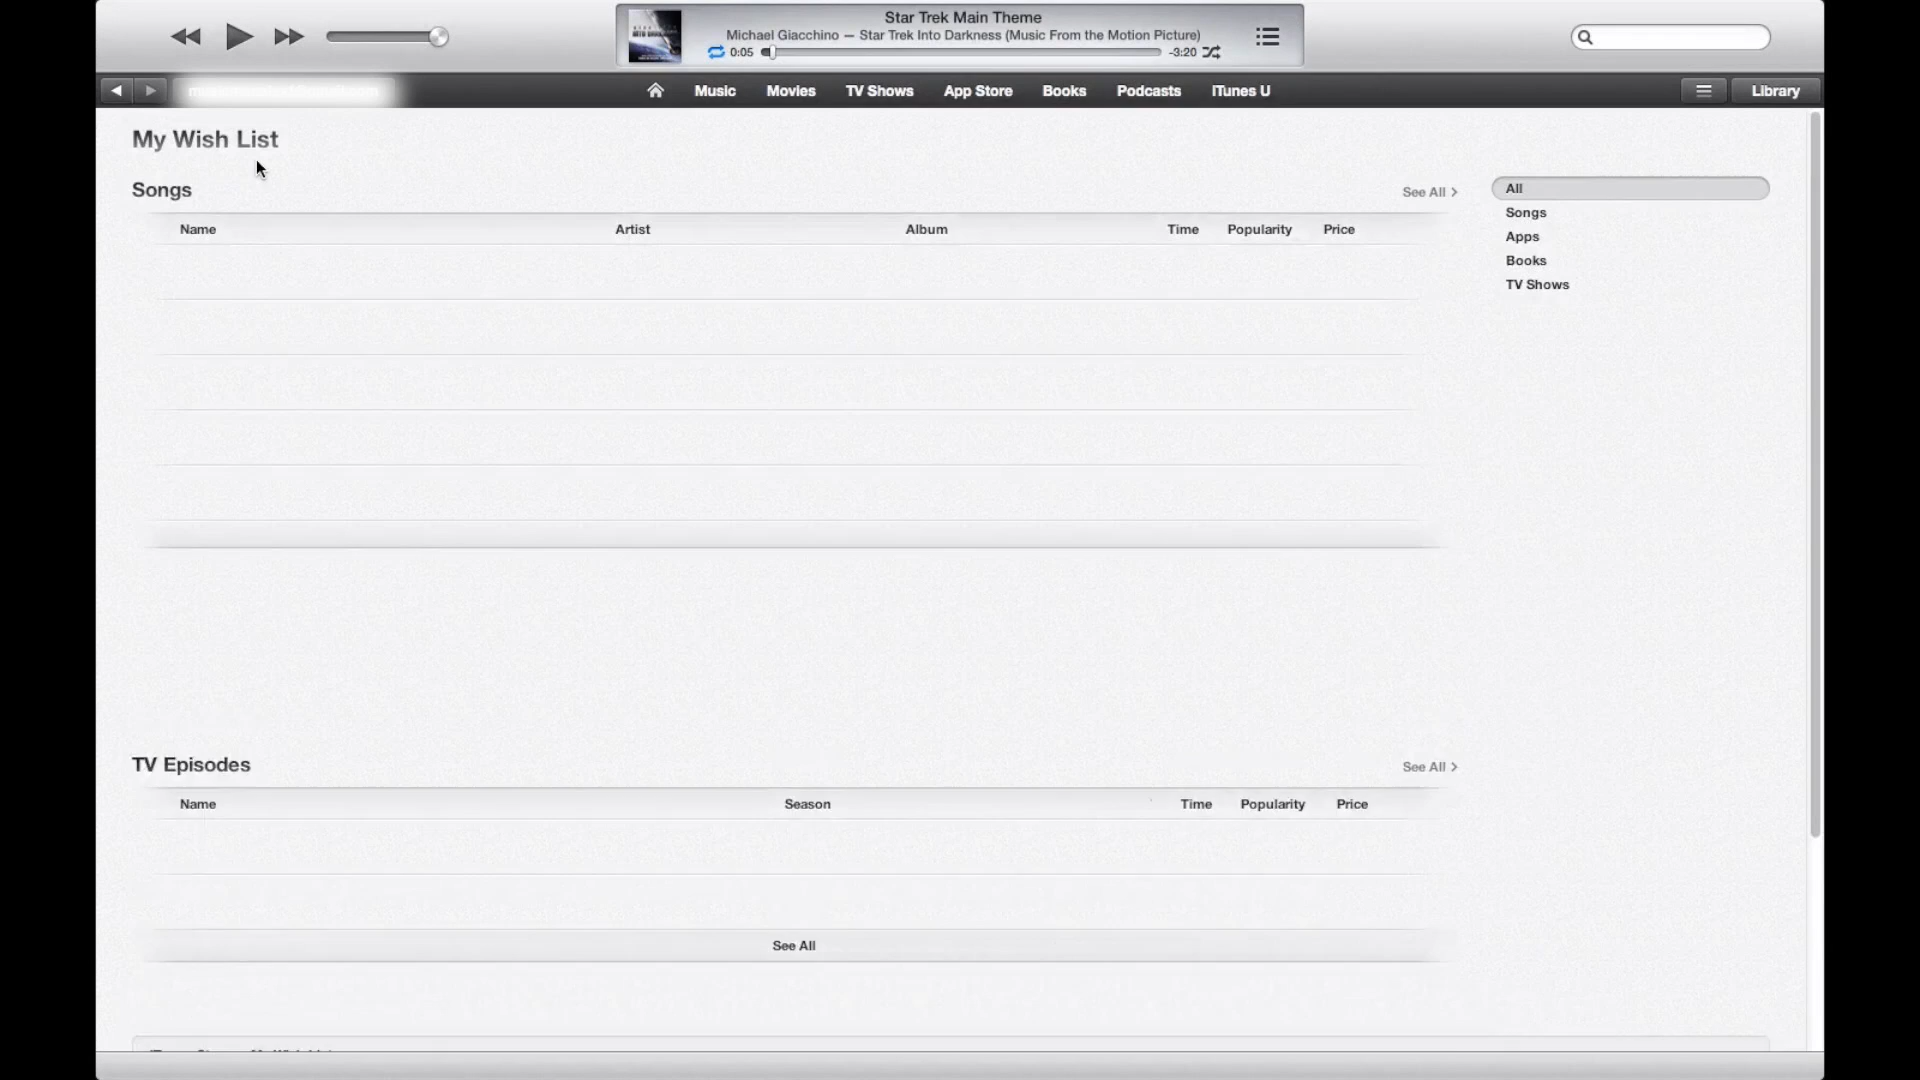 Star Trek Main Theme
Michael Giacchino — Star Trek Into Darkness (Music From the Motion Picture)
0:05
-3:20
Music
Movies
TV Shows
App Store
Books
Podcasts
iTunes U
Library
My Wish List
Songs
See All >
Name
Artist
Album
Time
Popularity
Price
All
Songs
Apps
Books
TV Shows
TV Episodes
See All >
Name
Season
Time
Popularity
Price
See All